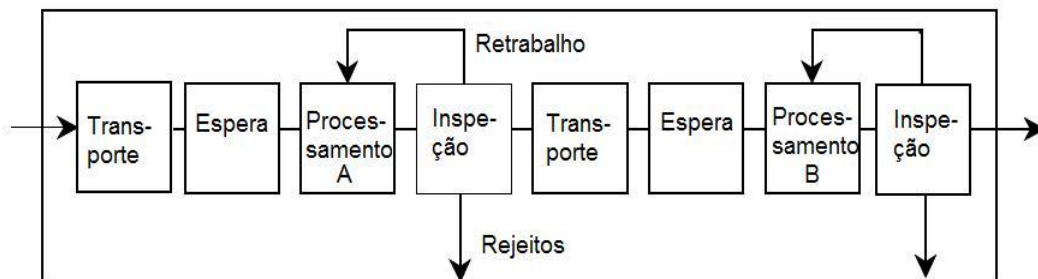 Retrabalho
Trans-
porte
Espera
Proces-
samento
A
Inspe-
ção
Trans-
porte
Espera
Proces-
samento
B
Inspe-
ção
Rejeitos